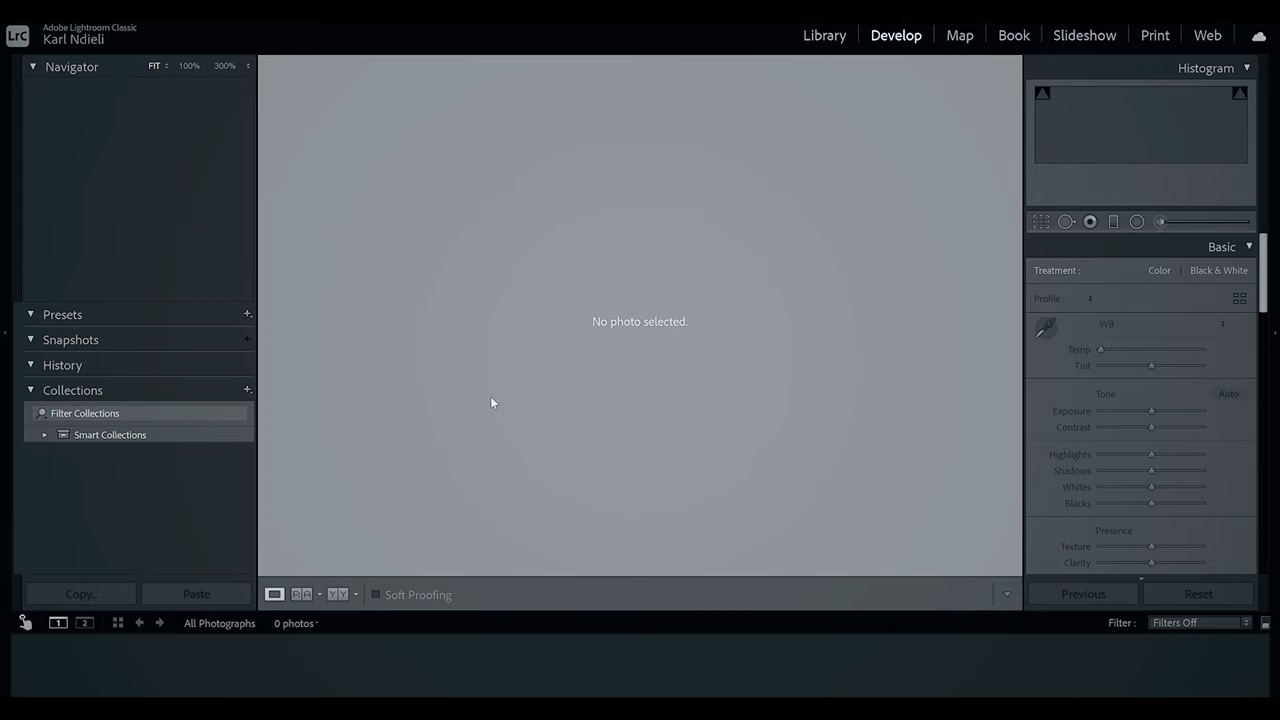 LrC
Adobe Lightroom Classic
Karl Ndieli
Library | Develop | Map | Book | Slideshow | Print | Web
Navigator
FIT
100%
300%
Histogram
Basic
Treatment :
Color | Black & White
Profile :
WB :
Temp
Tint
Tone
Auto
Exposure
Contrast
Highlights
Shadows
Whites
Blacks
Presence
Texture
Clarity
No photo selected.
Presets
Snapshots
History
Collections
Filter Collections
Smart Collections
Copy...
Paste
R A
Y Y
Soft Proofing
Previous
Reset
1
2
All Photographs
0 photos
Filter :
Filters Off